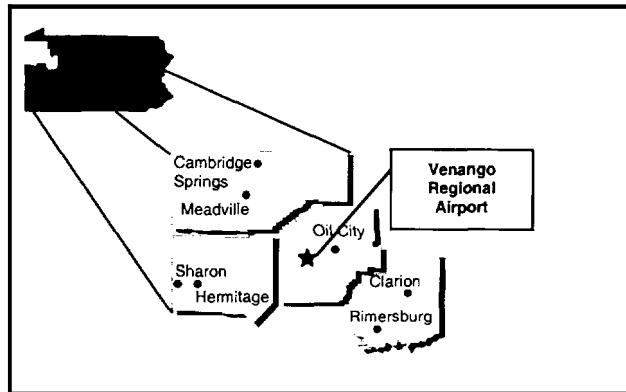 Cambridge
Springs
Meadville
Venango
Regional
Airport
Oil City
Sharon
Hermitage
Clarion
Rimersburg